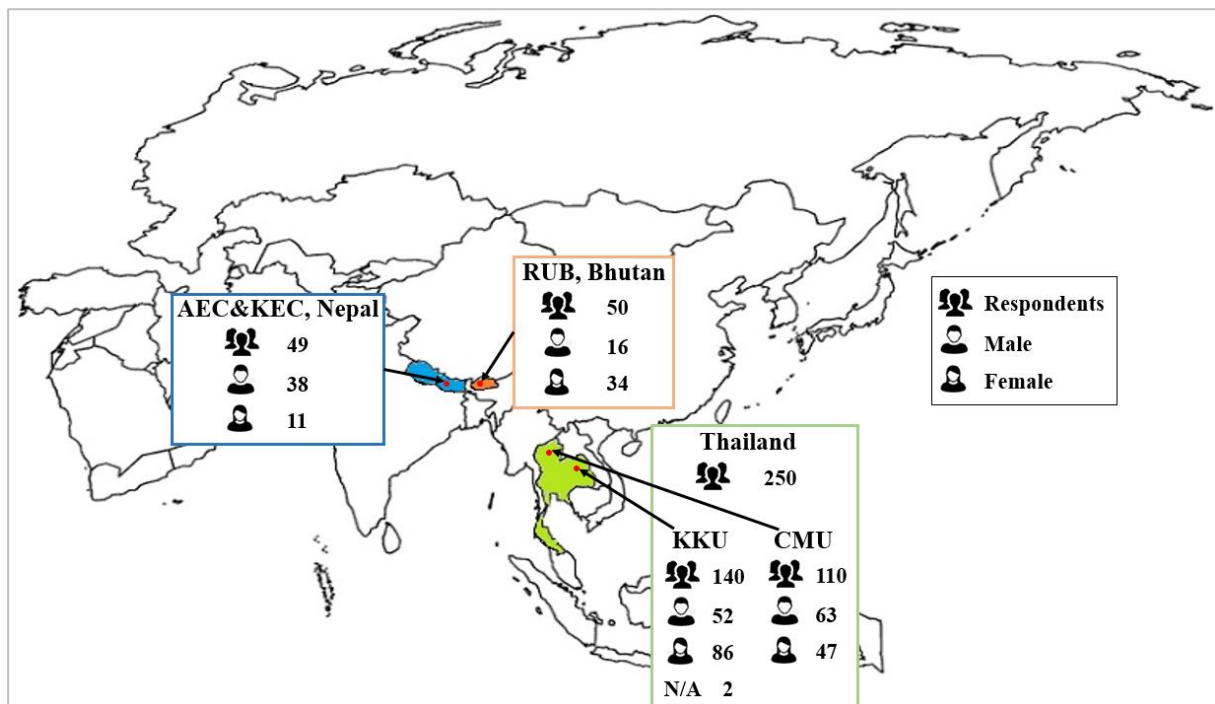 RUB, Bhutan
50
16
34
AEC&KEC, Nepal
49
38
11
Respondents
Male
Female
Thailand
250
KKU CMU
140 110
52 63
86 47
N/A 2